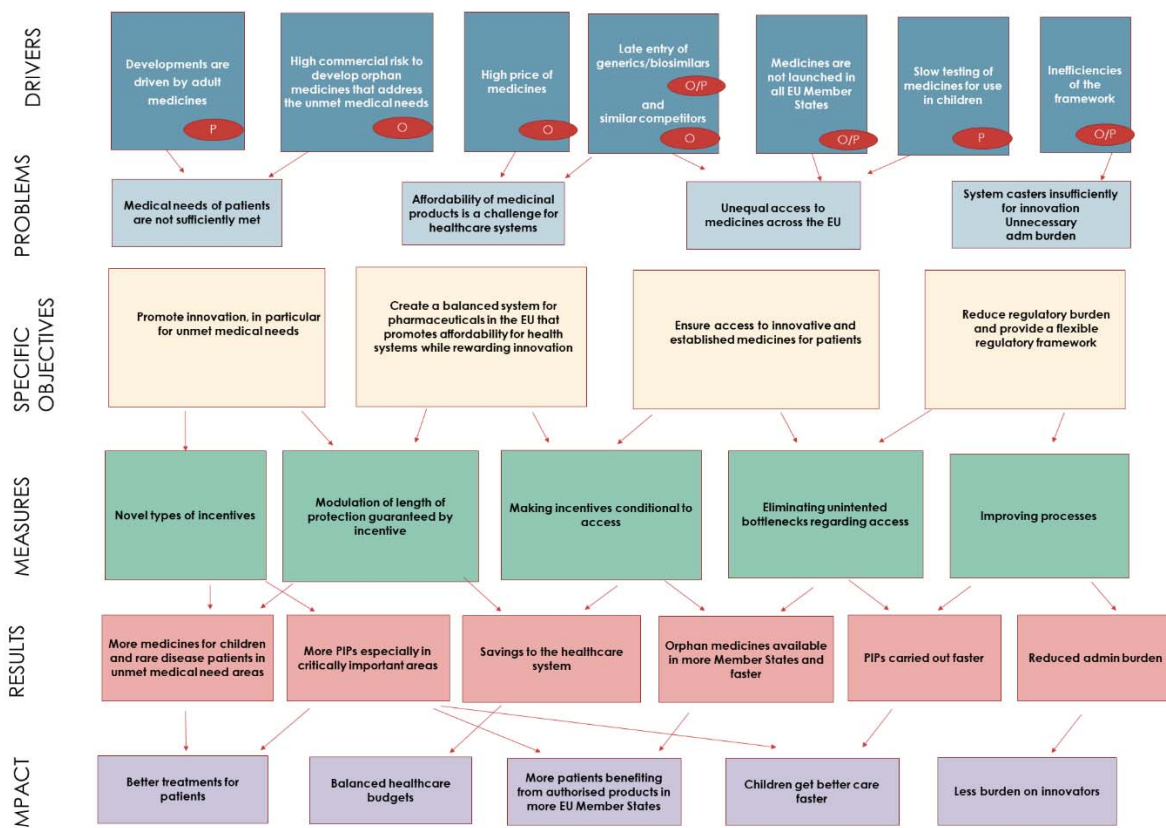 DRIVERS
Developments are
driven by adult
medicines
P
High commercial risk to
develop orphan
medicines that address
the unmet medical needs
O
High price of
medicines
O
Late entry of
generics/biosimilars
O/P
and
similar competitors
O
Medicines are
not launched in
all EU Member
States
O/P
Slow testing of
medicines for use
in children
P
Inefficiencies
of the
framework
O/P
PROBLEMS
Medical needs of patients
are not sufficiently met
Affordability of medicinal
products is a challenge for
healthcare systems
Unequal access to
medicines across the EU
System casters insufficiently
for innovation
Unnecessary
adm burden
SPECIFIC
OBJECTIVES
Promote innovation, in particular
for unmet medical needs
Create a balanced system for
pharmaceuticals in the EU that
promotes affordability for health
systems while rewarding innovation
Ensure access to innovative and
established medicines for patients
Reduce regulatory burden
and provide a flexible
regulatory framework
MEASURES
Novel types of incentives
Modulation of length of
protection guaranteed by
incentive
Making incentives conditional to
access
Eliminating unintented
bottlenecks regarding access
Improving processes
RESULTS
More medicines for children
and rare disease patients in
unmet medical need areas
More PIPs especially in
critically important areas
Savings to the healthcare
system
Orphan medicines available
in more Member States and
faster
PIPs carried out faster
Reduced admin burden
MPACT
Better treatments for
patients
Balanced healthcare
budgets
More patients benefiting
from authorised products in
more EU Member States
Children get better care
faster
Less burden on innovators